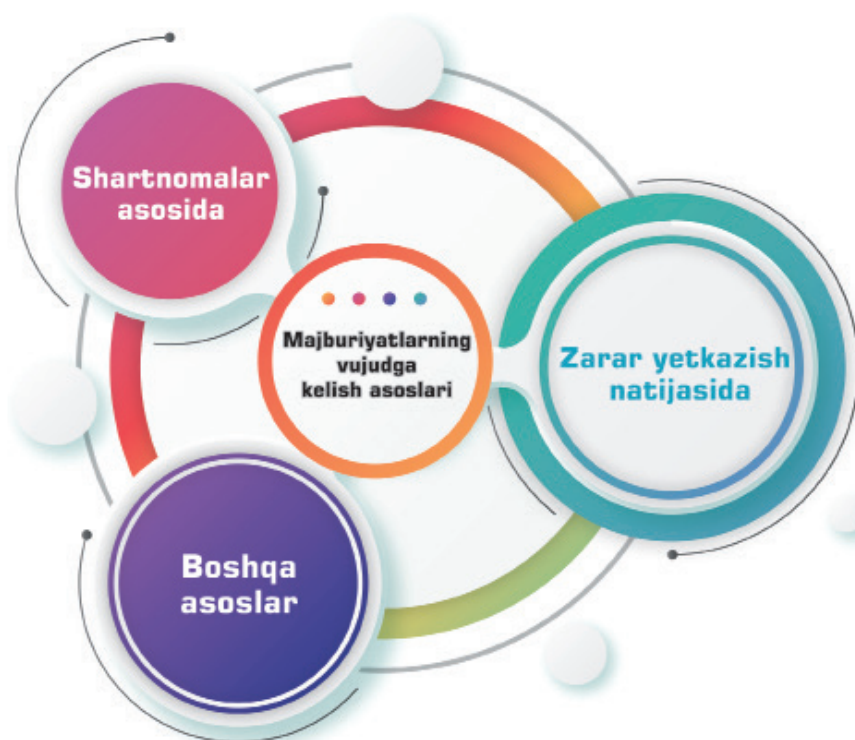 Shartnomalar
asosida
Majburiyatlarning
vujudga
kelish asoslari
Zarar yetkazish
natijasida
Boshqa
asoslar